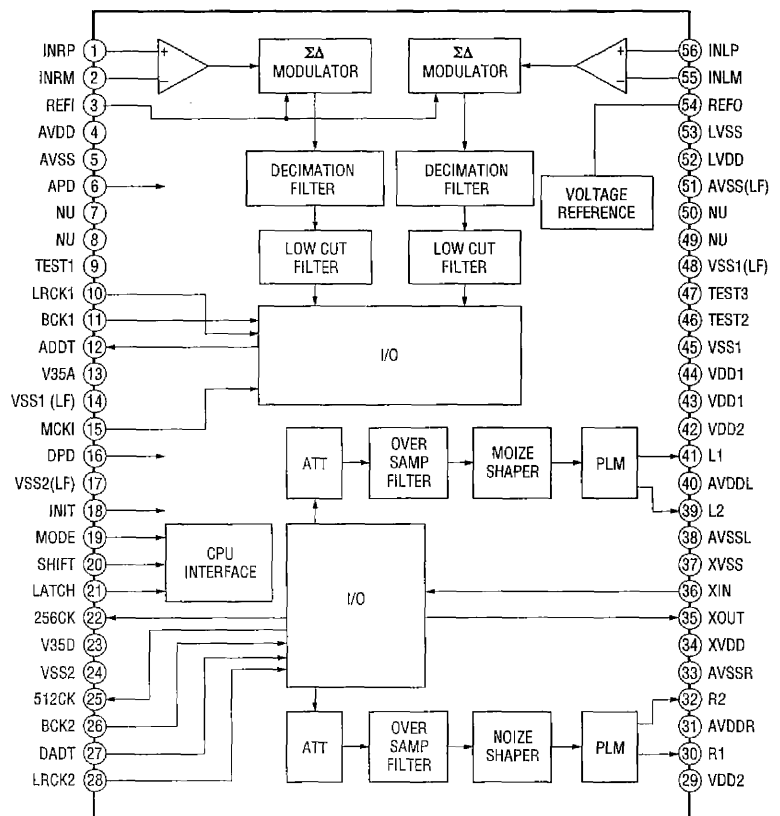 INRP 1
INRM 2
REFI 3
AVDD 4
AVSS 5
APD 6
NU 7
NU 8
TEST1 9
LRCK1 10
BCK1 11
ADDT 12
V35A 13
VSS1 (LF) 14
MCKI 15
DPD 16
VSS2(LF) 17
INIT 18
MODE 19
SHIFT 20
LATCH 21
256CK 22
V35D 23
VSS2 24
512CK 25
BCK2 26
DADT 27
LRCK2 28
+
−
ΣΔ
MODULATOR
ΣΔ
MODULATOR
+
−
DECIMATION
FILTER
DECIMATION
FILTER
VOLTAGE
REFERENCE
LOW CUT
FILTER
LOW CUT
FILTER
I/O
ATT
OVER
SAMP
FILTER
MOIZE
SHAPER
PLM
CPU
INTERFACE
I/O
ATT
OVER
SAMP
FILTER
NOIZE
SHAPER
PLM
56 INLP
55 INLM
54 REFO
53 LVSS
52 LVDD
51 AVSS(LF)
50 NU
49 NU
48 VSS1(LF)
47 TEST3
46 TEST2
45 VSS1
44 VDD1
43 VDD1
42 VDD2
41 L1
40 AVDDL
39 L2
38 AVSSL
37 XVSS
36 XIN
35 XOUT
34 XVDD
33 AVSSR
32 R2
31 AVDDR
30 R1
29 VDD2